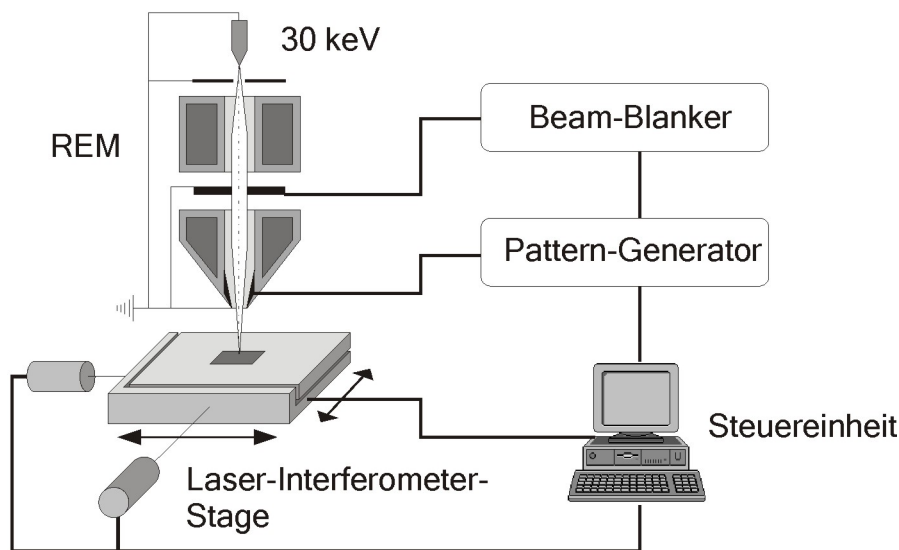 30 keV
REM
Beam-Blanker
Pattern-Generator
Steuereinheit
Laser-Interferometer-
Stage